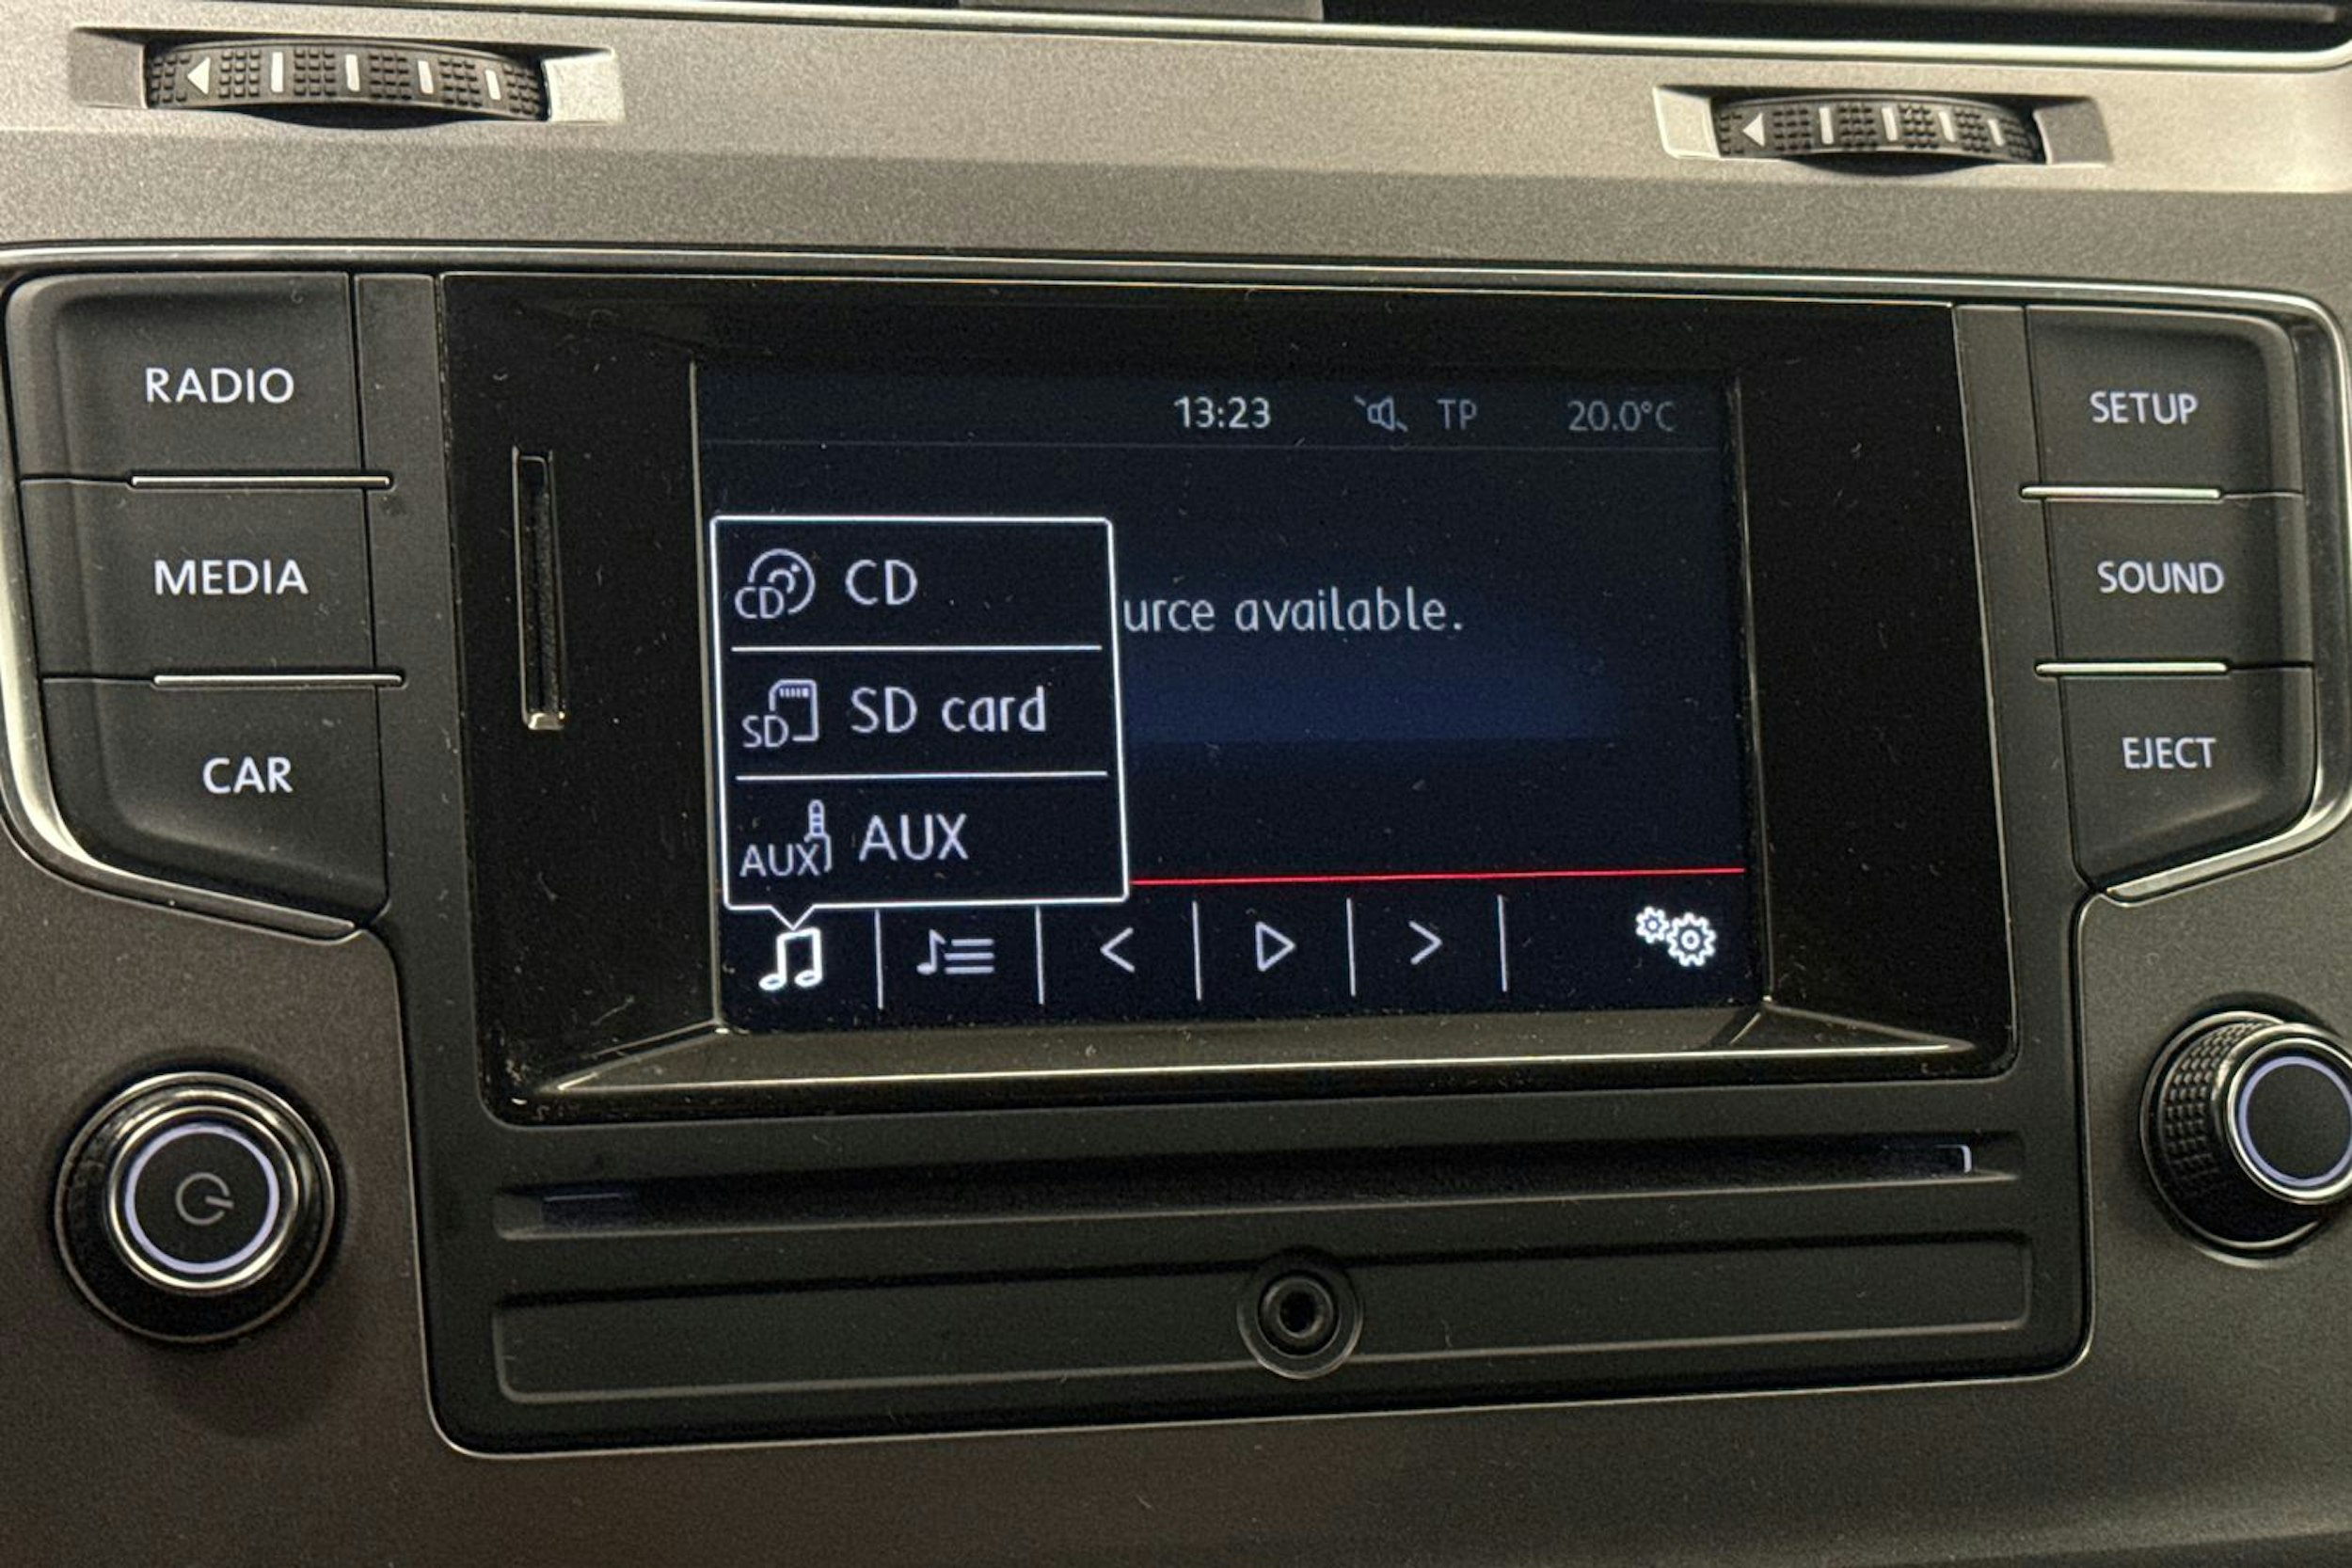 RADIO
MEDIA
CAR
13:23 TP 20.0°C
CD CD
urce available.
SD SD card
AUX AUX
SETUP
SOUND
EJECT